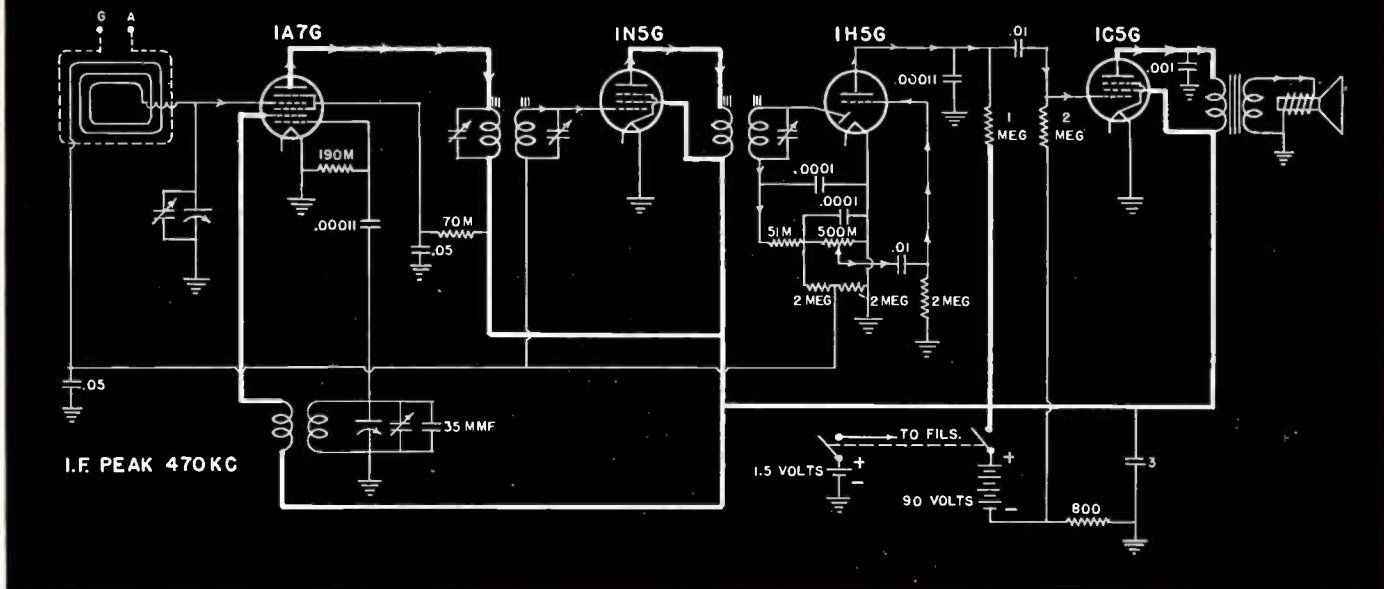 G A
1A7G
1N5G
1H5G
1C5G
.01
.001
.00011
1 MEG
2 MEG
190M
.00011
70M
.05
.0001
.0001
51M
500M
.01
2 MEG
2 MEG
2 MEG
.05
35 MMF
I.F. PEAK 470KC
TO FILS.
1.5 VOLTS
+
-
90 VOLTS
+
-
800
3